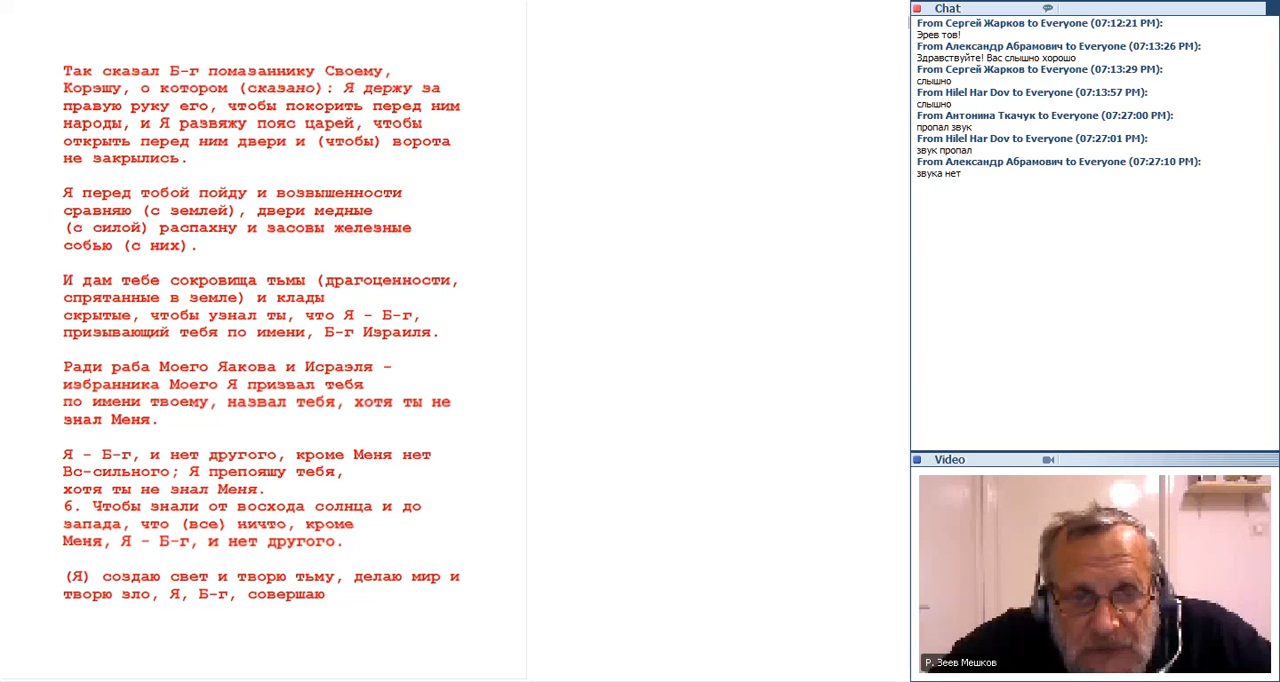 Так сказал Б-г помазаннику Своему,
Корэшу, о котором (сказано): Я держу за
правую руку его, чтобы покорить перед ним
народы, и Я развяжу пояс царей, чтобы
открыть перед ним двери и (чтобы) ворота
не закрылись.
Я перед тобой пойду и возвышенности
сравняю (с землей), двери медные
(с силой) распахну и засовы железные
собью (с них).
И дам тебе сокровища тьмы (драгоценности,
спрятанные в земле) и клады
скрытые, чтобы узнал ты, что Я - Б-г,
призывающий тебя по имени, Б-г Израиля.
Ради раба Моего Яакова и Исраэля -
избранника Моего Я призвал тебя
по имени твоему, назвал тебя, хотя ты не
знал Меня.
Я - Б-г, и нет другого, кроме Меня нет
Вс-сильного; Я препояшу тебя,
хотя ты не знал Меня.
6. Чтобы знали от восхода солнца и до
запада, что (все) ничто, кроме
Меня, Я - Б-г, и нет другого.
(Я) создаю свет и творю тьму, делаю мир и
творю зло, Я, Б-г, совершаю
Chat
From Сергей Жарков to Everyone (07:12:21 PM):
Эрев тов!
From Александр Абрамович to Everyone (07:13:26 PM):
Здравствуйте! Вас слышно хорошо
From Сергей Жарков to Everyone (07:13:29 PM):
слышно
From Hilel Har Dov to Everyone (07:13:57 PM):
слышно
From Антонина Ткачук to Everyone (07:27:00 PM):
пропал звук
From Hilel Har Dov to Everyone (07:27:01 PM):
звук пропал
From Александр Абрамович to Everyone (07:27:10 PM):
звука нет
Video
Р. Зеев Мешков